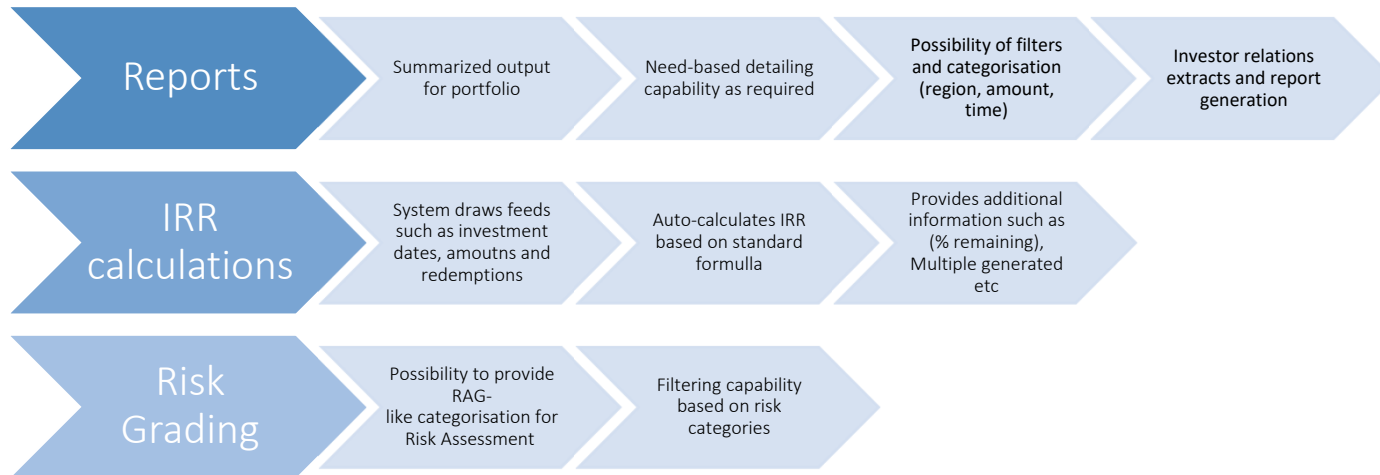 Reports
Summarized output
for portfolio
Need-based detailing
capability as required
Possibility of filters
and categorisation
(region, amount,
time)
Investor relations
extracts and report
generation
IRR
calculations
System draws feeds
such as investment
dates, amoutns and
redemptions
Auto-calculates IRR
based on standard
formulla
Provides additional
information such as
(% remaining),
Multiple generated
etc
Risk
Grading
Possibility to provide
RAG-
like categorisation for
Risk Assessment
Filtering capability
based on risk
categories